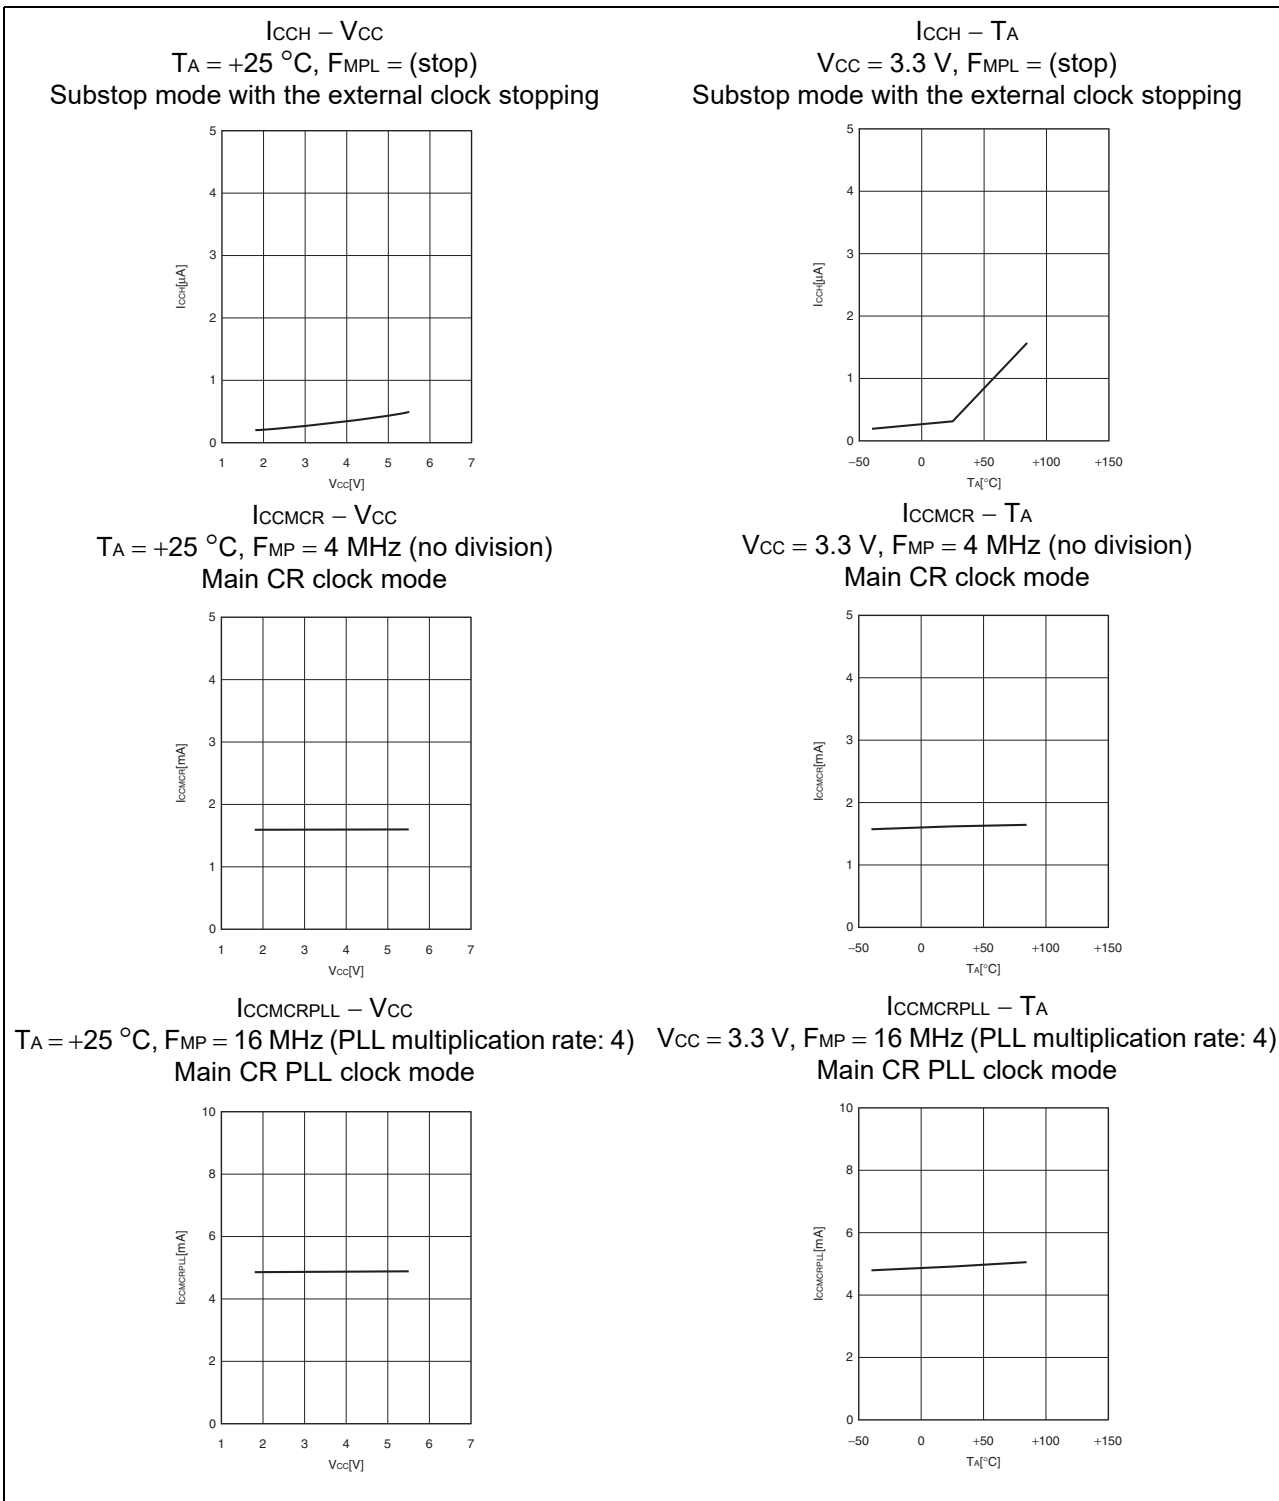 ICCH − VCC
TA = +25 °C, FMPL = (stop)
Substop mode with the external clock stopping
5
4
3
2
1
0
ICCH[μA]
1 2 3 4 5 6 7
VCC[V]
ICCH − TA
VCC = 3.3 V, FMPL = (stop)
Substop mode with the external clock stopping
5
4
3
2
1
0
ICCH[μA]
−50 0 +50 +100 +150
TA[°C]
ICCMCR − VCC
TA = +25 °C, FMP = 4 MHz (no division)
Main CR clock mode
5
4
3
2
1
0
ICCMCR[mA]
1 2 3 4 5 6 7
VCC[V]
ICCMCR − TA
VCC = 3.3 V, FMP = 4 MHz (no division)
Main CR clock mode
5
4
3
2
1
0
ICCMCR[mA]
−50 0 +50 +100 +150
TA[°C]
ICCMCRPLL − VCC
TA = +25 °C, FMP = 16 MHz (PLL multiplication rate: 4)
Main CR PLL clock mode
10
8
6
4
2
0
ICCMCRPLL[mA]
1 2 3 4 5 6 7
VCC[V]
ICCMCRPLL − TA
VCC = 3.3 V, FMP = 16 MHz (PLL multiplication rate: 4)
Main CR PLL clock mode
10
8
6
4
2
0
ICCMCRPLL[mA]
−50 0 +50 +100 +150
TA[°C]